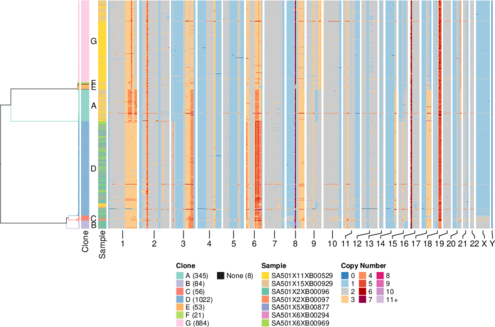 G
E
F
A
D
C
B
Clone
Sample
1 2 3 4 5 6 7 8 9 10 11 12 13 14 15 16 17 18 19 20 21 22 X Y
Clone
A (345)
B (84)
C (56)
D (1022)
E (53)
F (21)
G (884)
None (8)
Sample
SA501X11XB00529
SA501X15XB00929
SA501X2XB00096
SA501X2XB00097
SA501X5XB00877
SA501X6XB00294
SA501X6XB00969
Copy Number
0
1
2
3
4
5
6
7
8
9
10
11+